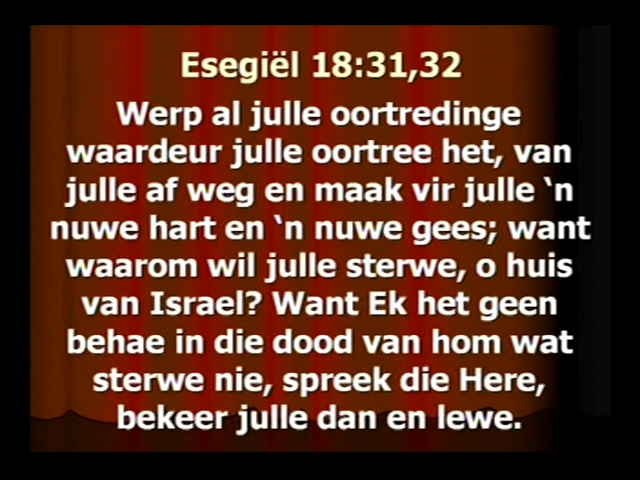 Esegiël 18:31,32
Werp al julle oortredinge
waardeur julle oortree het, van
julle af weg en maak vir julle ‘n
nuwe hart en ‘n nuwe gees; want
waarom wil julle sterwe, o huis
van Israel? Want Ek het geen
behae in die dood van hom wat
sterwe nie, spreek die Here,
bekeer julle dan en lewe.